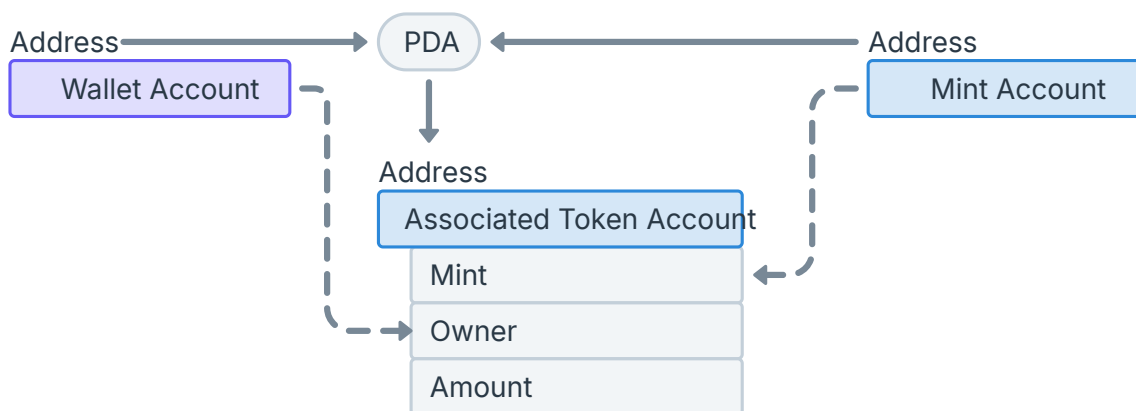 Address
PDA
Address
Wallet Account
Mint Account
Address
Associated Token Account
Mint
Owner
Amount